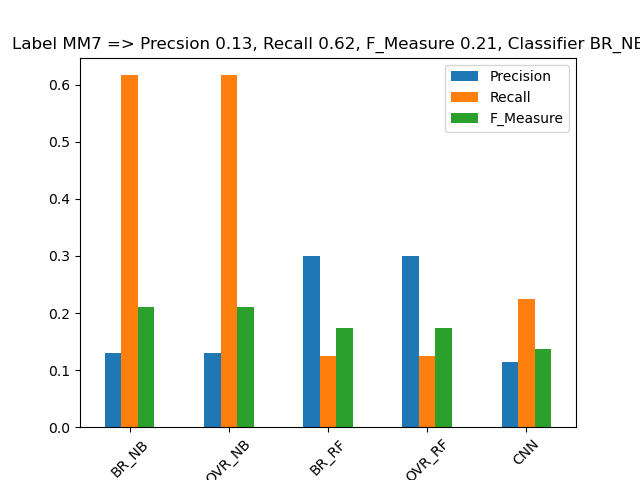 Label MM7 => Precsion 0.13, Recall 0.62, F_Measure 0.21, Classifier BR_NB
Precision
Recall
F_Measure
0.6
0.5
0.4
0.3
0.2
0.1
0.0
BR_NB
OVR_NB
BR_RF
OVR_RF
CNN